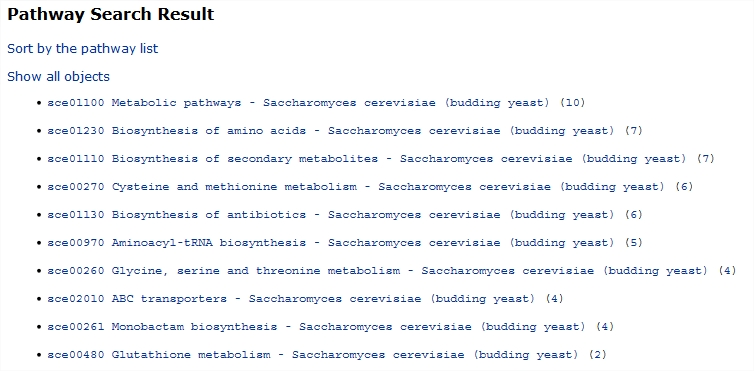 Pathway Search Result
Sort by the pathway list
Show all objects
• sce01100 Metabolic pathways - Saccharomyces cerevisiae (budding yeast) (10)
• sce01230 Biosynthesis of amino acids - Saccharomyces cerevisiae (budding yeast) (7)
• sce01110 Biosynthesis of secondary metabolites - Saccharomyces cerevisiae (budding yeast) (7)
• sce00270 Cysteine and methionine metabolism - Saccharomyces cerevisiae (budding yeast) (6)
• sce01130 Biosynthesis of antibiotics - Saccharomyces cerevisiae (budding yeast) (6)
• sce00970 Aminoacyl-tRNA biosynthesis - Saccharomyces cerevisiae (budding yeast) (5)
• sce00260 Glycine, serine and threonine metabolism - Saccharomyces cerevisiae (budding yeast) (4)
• sce02010 ABC transporters - Saccharomyces cerevisiae (budding yeast) (4)
• sce00261 Monobactam biosynthesis - Saccharomyces cerevisiae (budding yeast) (4)
• sce00480 Glutathione metabolism - Saccharomyces cerevisiae (budding yeast) (2)